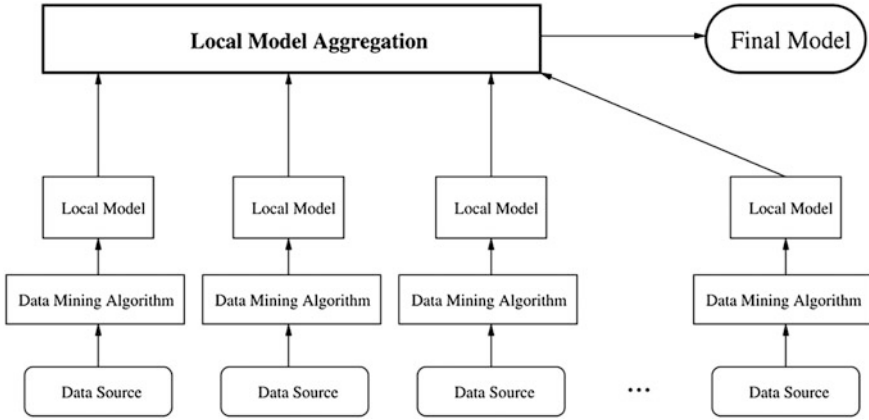 Local Model Aggregation
Final Model
Local Model
Local Model
Local Model
Local Model
Data Mining Algorithm
Data Mining Algorithm
Data Mining Algorithm
Data Mining Algorithm
Data Source
Data Source
Data Source
...
Data Source